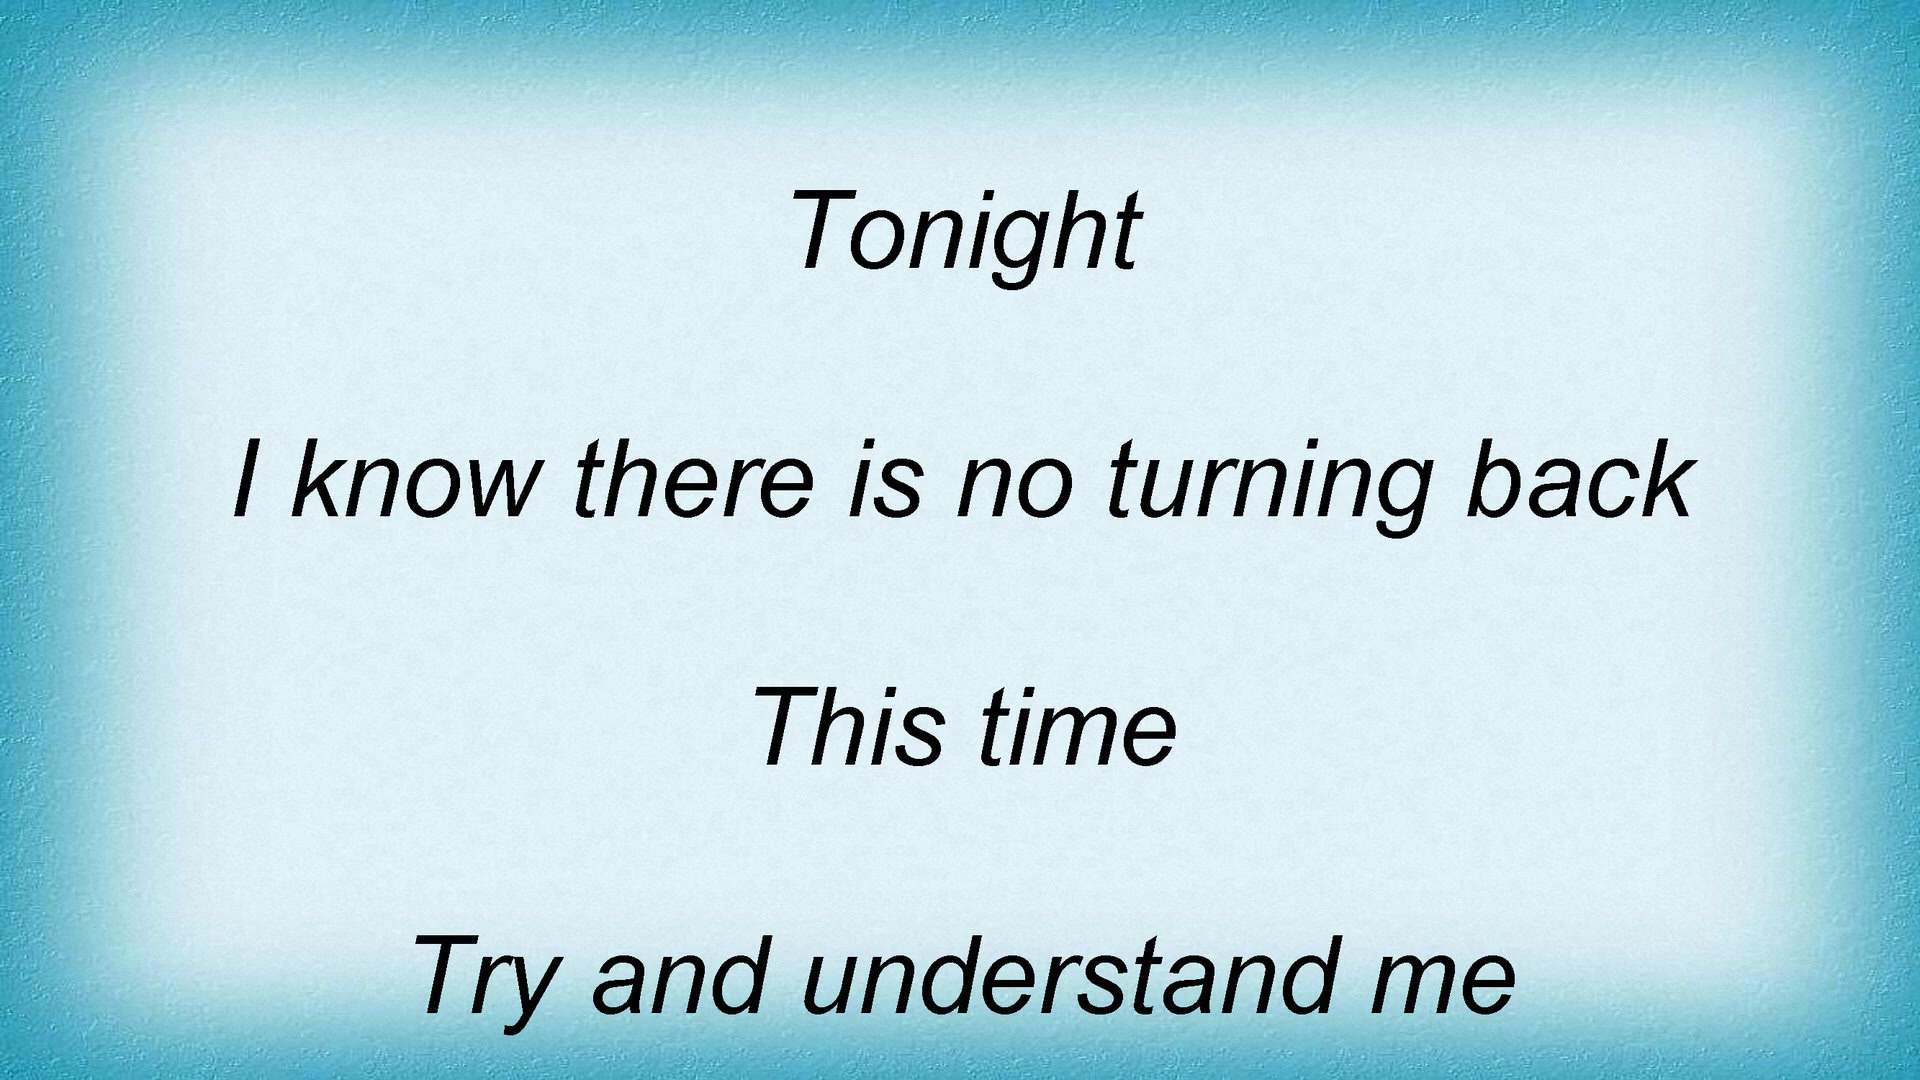 Tonight
I know there is no turning back
This time
Try and understand me